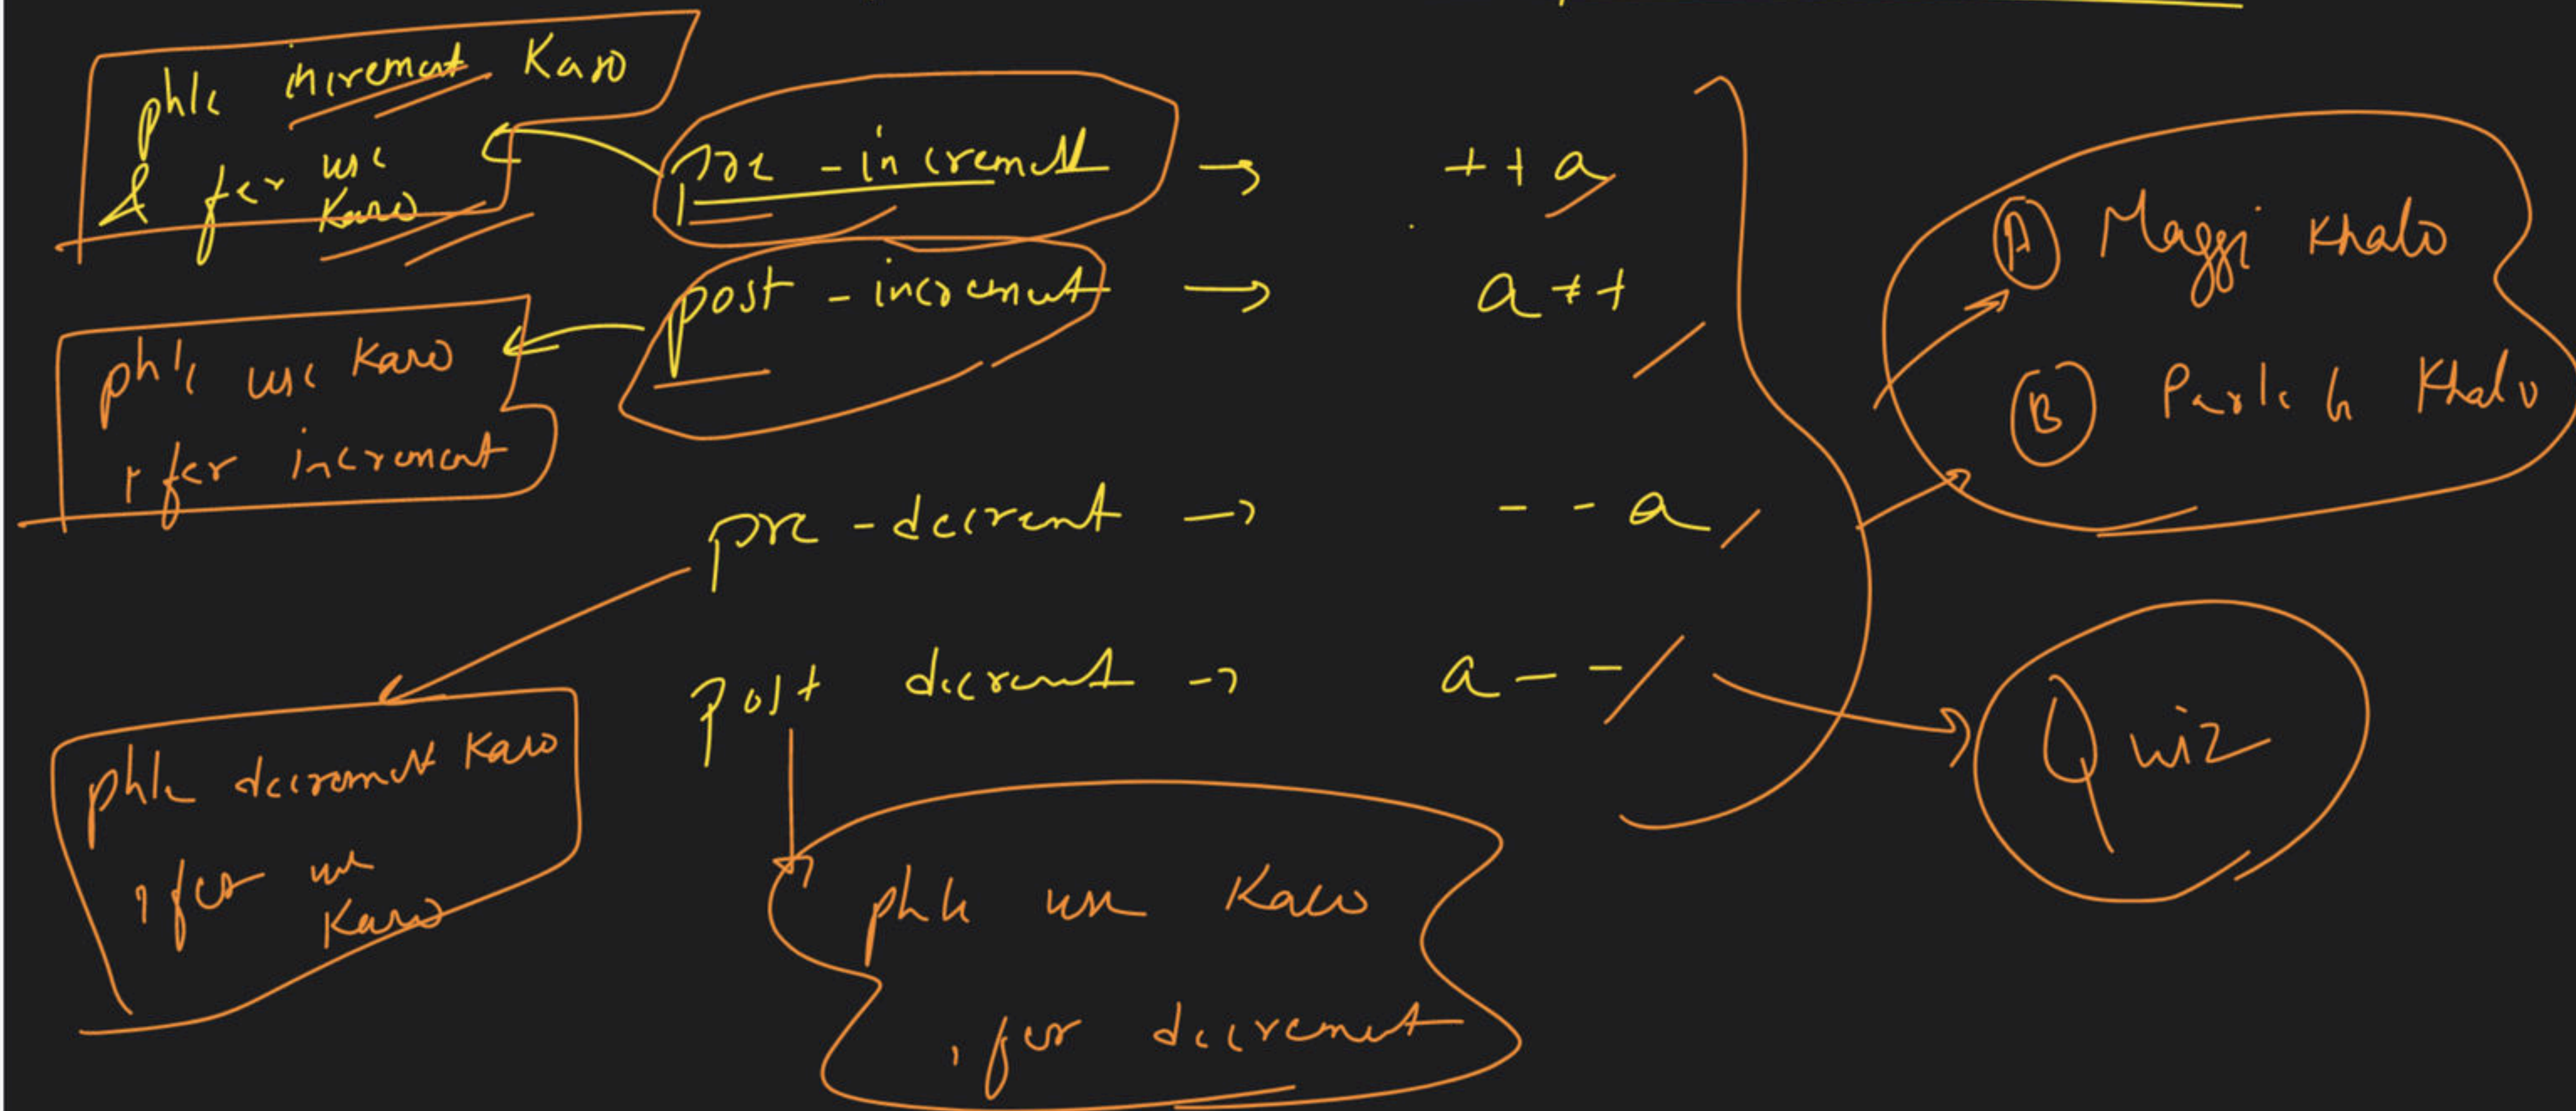 phle increment Karo
& fer use
Karo
pre - increment → ++a
post - increment → a++
phle use Karo
, fer increment
pre - decrement → --a
post decrement → a--
phle decrement Karo
, fer use
Karo
phle use Karo
, fer decrement
A Maggi Khalo
B Parle G Khalo
Quiz